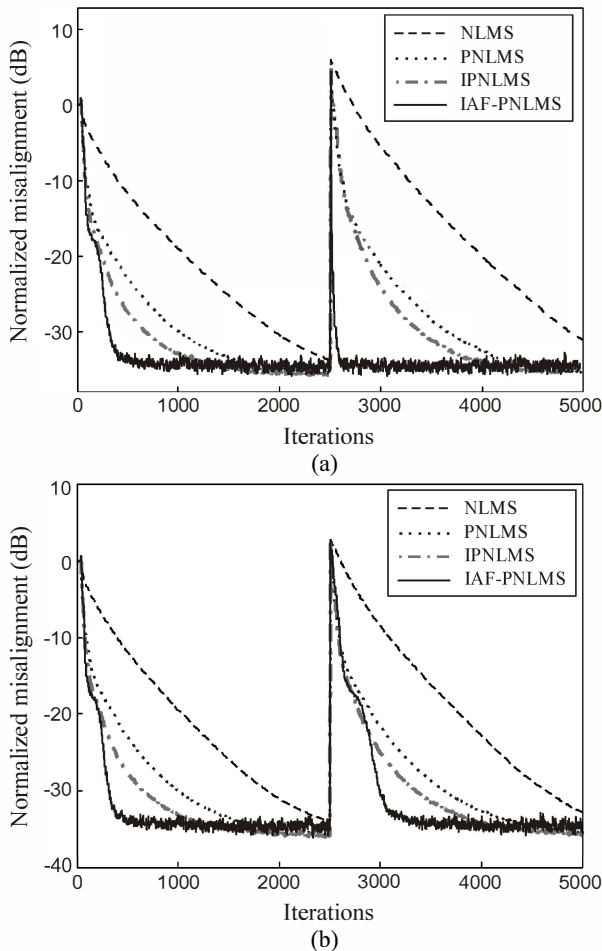 10
0
-10
-20
-30
Normalized misalignment (dB)
NLMS
PNLMS
IPNLMS
IAF-PNLMS
0 1000 2000 3000 4000 5000
Iterations
(a)
10
0
-10
-20
-30
-40
Normalized misalignment (dB)
NLMS
PNLMS
IPNLMS
IAF-PNLMS
0 1000 2000 3000 4000 5000
Iterations
(b)